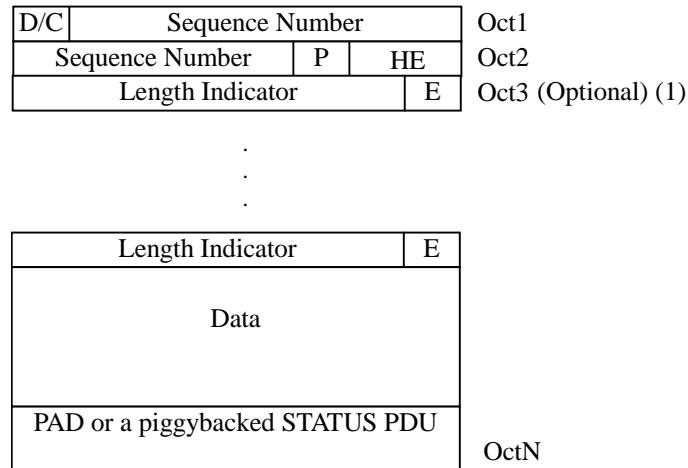 D/C Sequence Number Oct1
Sequence Number P HE Oct2
Length Indicator E Oct3 (Optional) (1)
.
.
.
Length Indicator E
Data
PAD or a piggybacked STATUS PDU
OctN